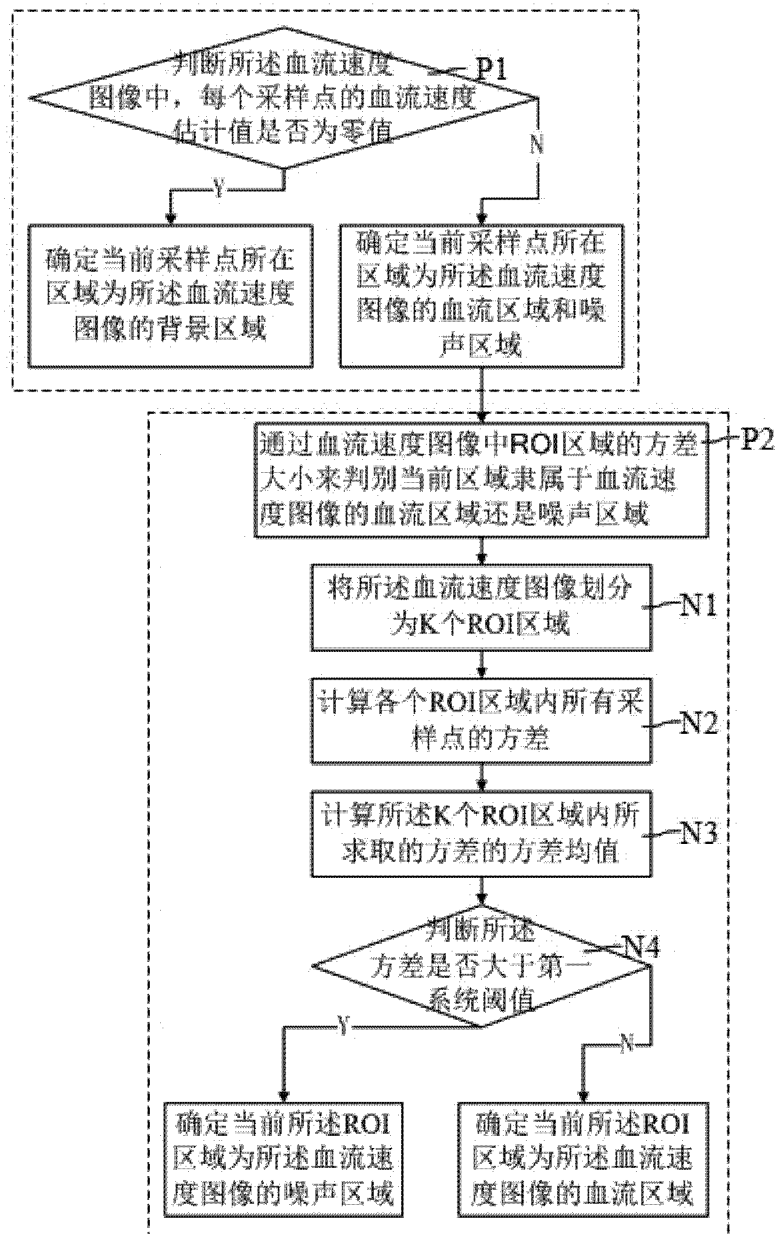 判断所述血流速度
图像中，每个采样点的血流速度
估计值是否为零值
P1
Y
N
确定当前采样点所在
区域为所述血流速度
图像的背景区域
确定当前采样点所在
区域为所述血流速度
图像的血流区域和噪
声区域
通过血流速度图像中ROI区域的方差
大小来判别当前区域隶属于血流速
度图像的血流区域还是噪声区域
P2
将所述血流速度图像划分
为K个ROI区域
N1
计算各个ROI区域内所有采
样点的方差
N2
计算所述K个ROI区域内所
求取的方差的方差均值
N3
判断所述
方差是否大于第一
系统阈值
N4
Y
N
确定当前所述ROI
区域为所述血流速
度图像的噪声区域
确定当前所述ROI
区域为所述血流速
度图像的血流区域